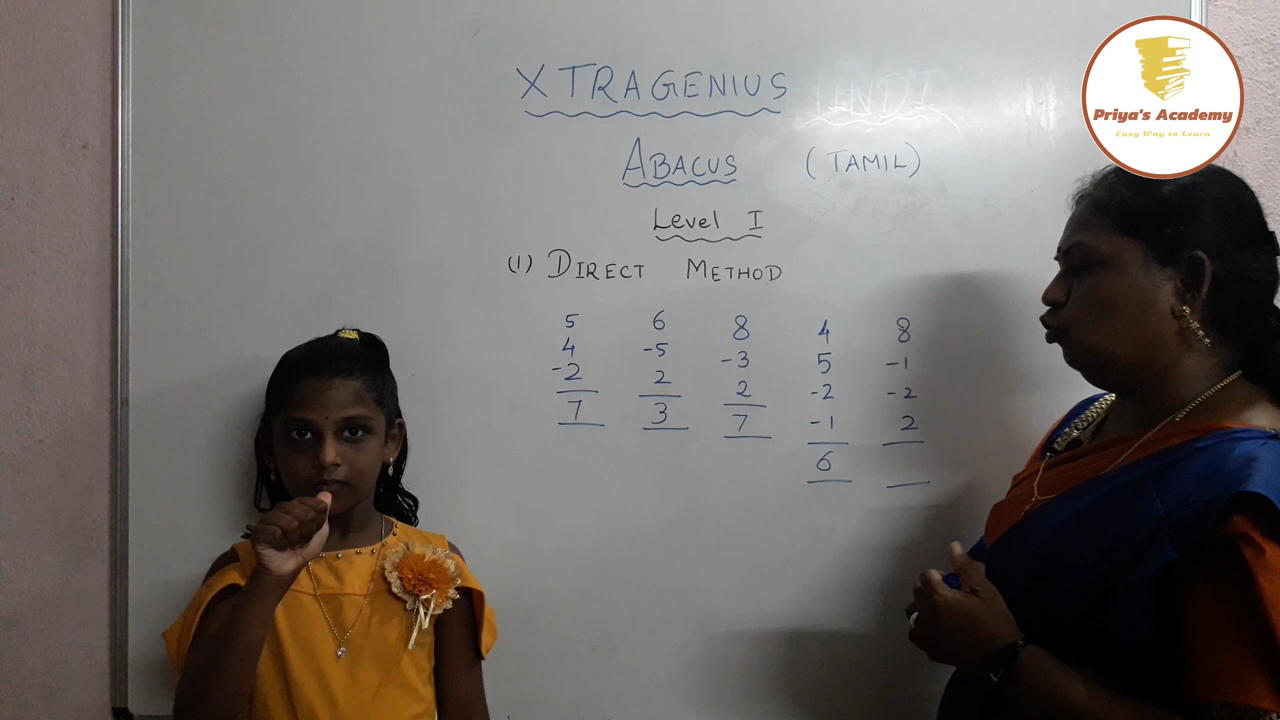 XTRAGENIUS
ABACUS (TAMIL)
Level I
(1) DIRECT METHOD
5 6 8 4 8
4 -5 -3 5 -1
-2 2 2 -2 -2
7 3 7 -1 2
6
Priya's Academy
Easy Way to Learn